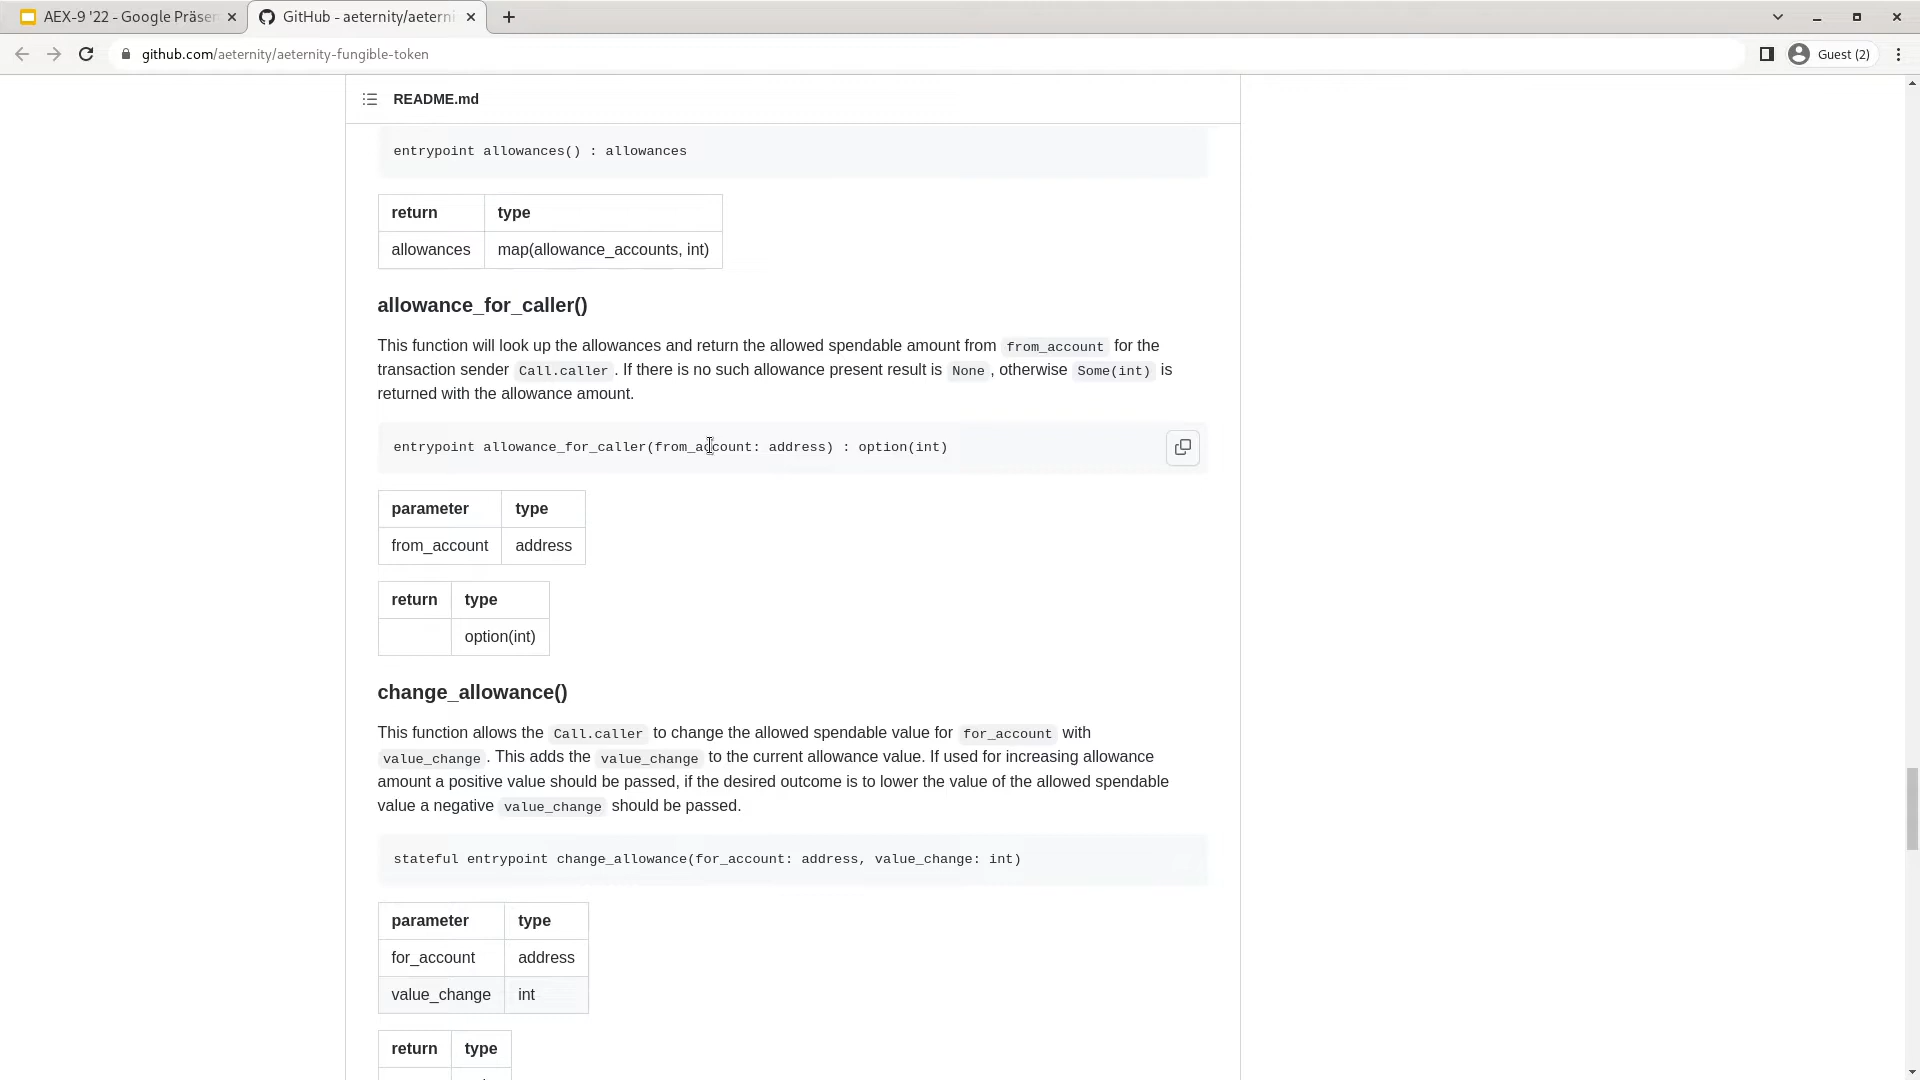 AEX-9 '22 - Google Präsen
GitHub - aeternity/aeterni
github.com/aeternity/aeternity-fungible-token
Guest (2)
README.md
entrypoint allowances() : allowances
return type
allowances map(allowance_accounts, int)
allowance_for_caller()
This function will look up the allowances and return the allowed spendable amount from from_account for the
transaction sender Call.caller . If there is no such allowance present result is None , otherwise Some(int) is
returned with the allowance amount.
entrypoint allowance_for_caller(from_account: address) : option(int)
parameter type
from_account address
return type
option(int)
change_allowance()
This function allows the Call.caller to change the allowed spendable value for for_account with
value_change . This adds the value_change to the current allowance value. If used for increasing allowance
amount a positive value should be passed, if the desired outcome is to lower the value of the allowed spendable
value a negative value_change should be passed.
stateful entrypoint change_allowance(for_account: address, value_change: int)
parameter type
for_account address
value_change int
return type